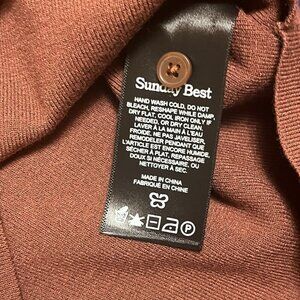 Sunday Best
HAND WASH COLD, DO NOT
BLEACH, RESHAPE WHILE DAMP,
DRY FLAT, COOL IRON ONLY IF
NEEDED, OR DRY CLEAN.
LAVER À LA MAIN À L'EAU
FROIDE, NE PAS JAVELISER,
REMODELER PENDANT QUE
L'ARTICLE EST ENCORE HUMIDE,
SÉCHER À PLAT, REPASSAGE
DOUX SI NÉCESSAIRE, OU
NETTOYER À SEC.
MADE IN CHINA
FABRIQUÉ EN CHINE
P